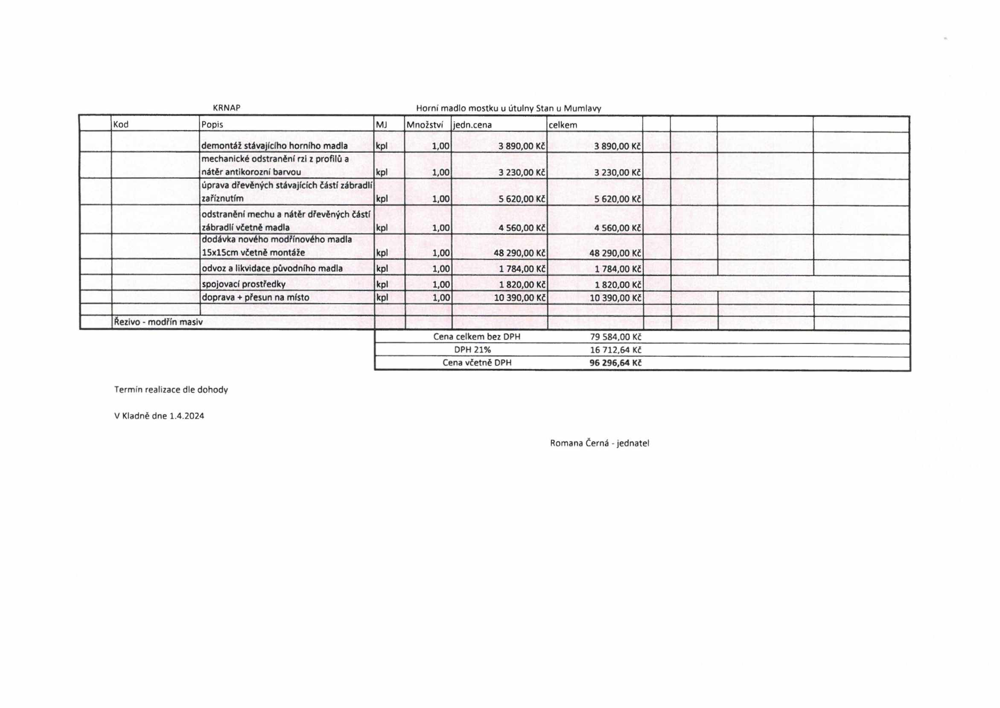 KRNAP Horní madlo mostku u útulny Stan u Mumlavy
Kod Popis MJ Množství jedn.cena celkem
demontáž stávajícího horního madla kpl 1,00 3 890,00 Kč 3 890,00 Kč
mechanické odstranění rzi z profilů a
nátěr antikorozní barvou kpl 1,00 3 230,00 Kč 3 230,00 Kč
úprava dřevěných stávajících částí zábradlí
zaříznutím kpl 1,00 5 620,00 Kč 5 620,00 Kč
odstranění mechu a nátěr dřevěných částí
zábradlí včetně madla kpl 1,00 4 560,00 Kč 4 560,00 Kč
dodávka nového modřínového madla
15x15cm včetně montáže kpl 1,00 48 290,00 Kč 48 290,00 Kč
odvoz a likvidace původního madla kpl 1,00 1 784,00 Kč 1 784,00 Kč
spojovací prostředky kpl 1,00 1 820,00 Kč 1 820,00 Kč
doprava + přesun na místo kpl 1,00 10 390,00 Kč 10 390,00 Kč
Řezivo - modřín masiv
Cena celkem bez DPH 79 584,00 Kč
DPH 21% 16 712,64 Kč
Cena včetně DPH 96 296,64 Kč
Termín realizace dle dohody
V Kladně dne 1.4.2024
Romana Černá - jednatel